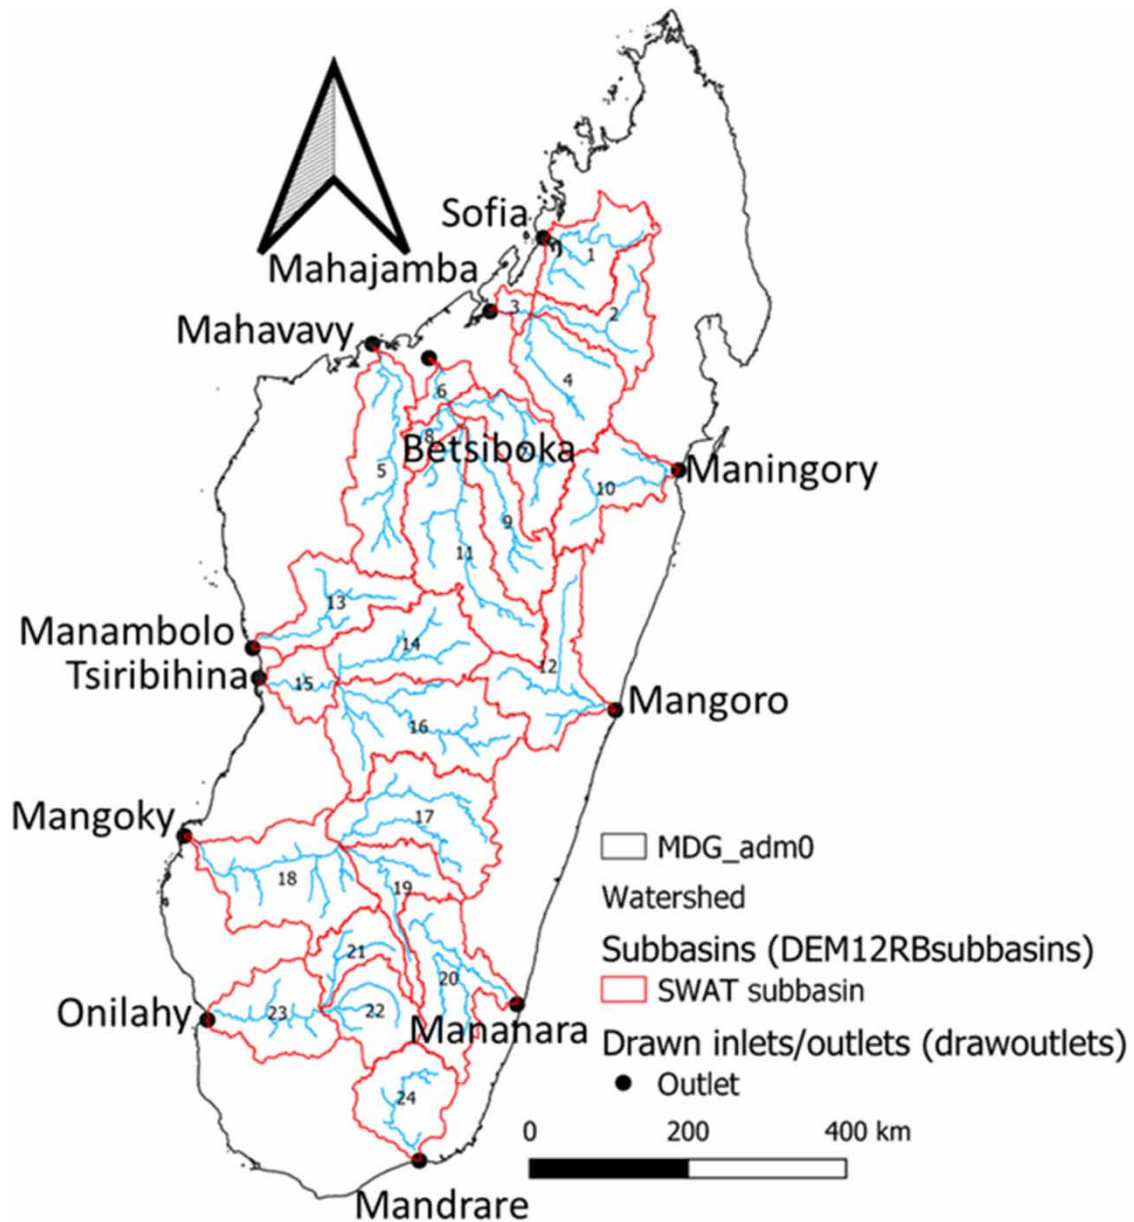 Sofia
1
Mahajamba
3
2
Mahavavy
4
6
8
7
Betsiboka
5
Maningory
10
9
11
13
Manambolo
14
12
Tsiribihina
15
Mangoro
16
Mangoky
17
MDG_adm0
18
19
Watershed
Subbasins (DEM12RBsubbasins)
21
20
SWAT subbasin
Onilahy
23
22
Mananara
Drawn inlets/outlets (drawoutlets)
Outlet
24
0 200 400 km
Mandrare